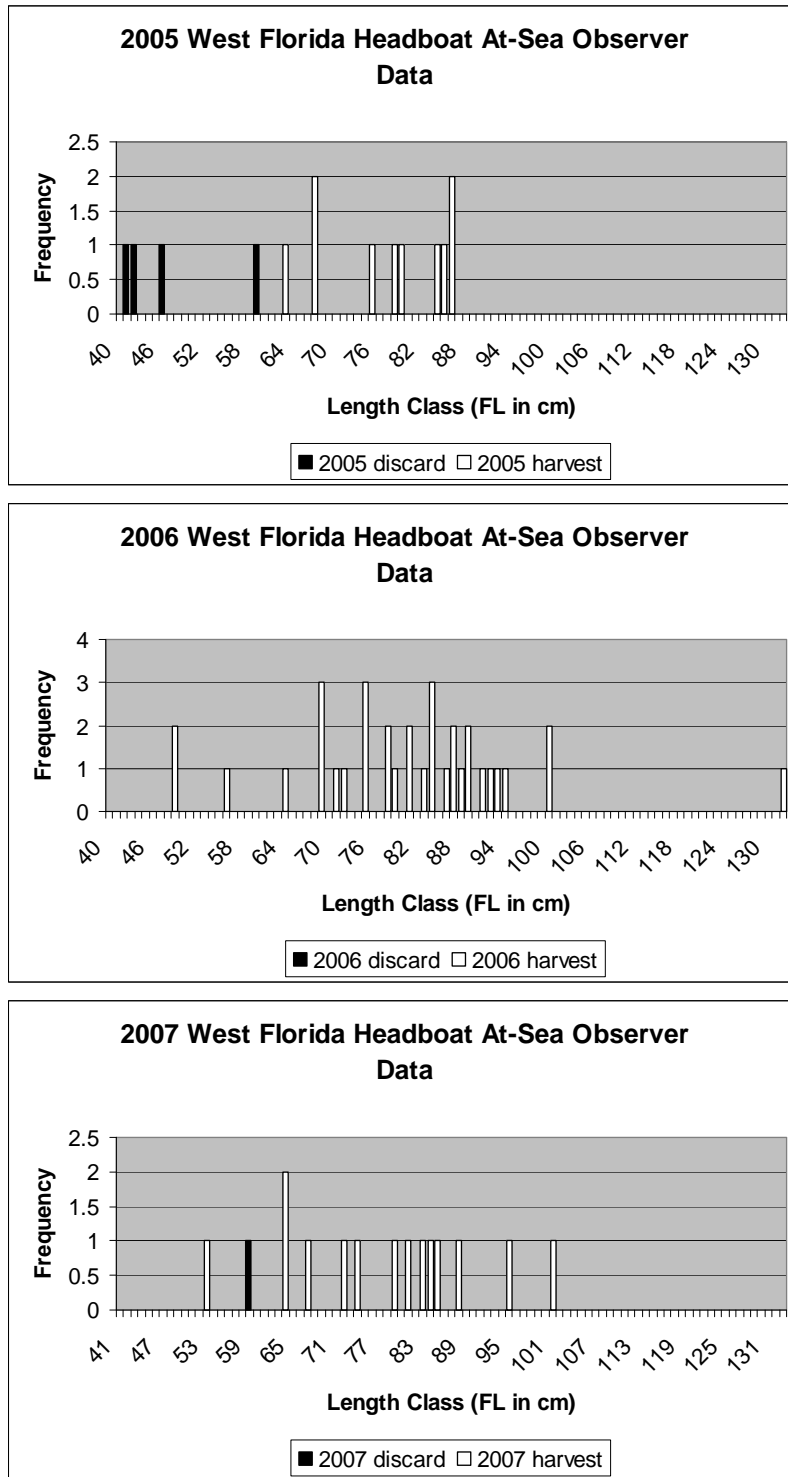 2005 West Florida Headboat At-Sea Observer
Data
2.5
2
1.5
1
0.5
0
Frequency
40 46 52 58 64 70 76 82 88 94 100 106 112 118 124 130
Length Class (FL in cm)
2005 discard 2005 harvest
2006 West Florida Headboat At-Sea Observer
Data
4
3
2
1
0
Frequency
40 46 52 58 64 70 76 82 88 94 100 106 112 118 124 130
Length Class (FL in cm)
2006 discard 2006 harvest
2007 West Florida Headboat At-Sea Observer
Data
2.5
2
1.5
1
0.5
0
Frequency
41 47 53 59 65 71 77 83 89 95 101 107 113 119 125 131
Length Class (FL in cm)
2007 discard 2007 harvest